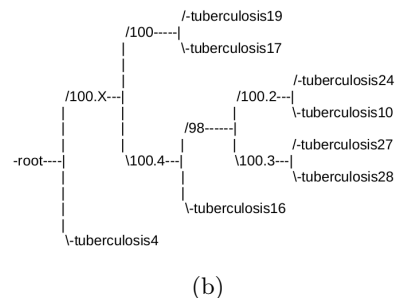 /-tuberculosis19
/100-----|
\-tuberculosis17
/100.X---|
/-tuberculosis24
/100.2---|
\-tuberculosis10
/98------|
/-tuberculosis27
-root----|
\100.4---|
\100.3---|
\-tuberculosis28
\-tuberculosis16
\-tuberculosis4
(b)